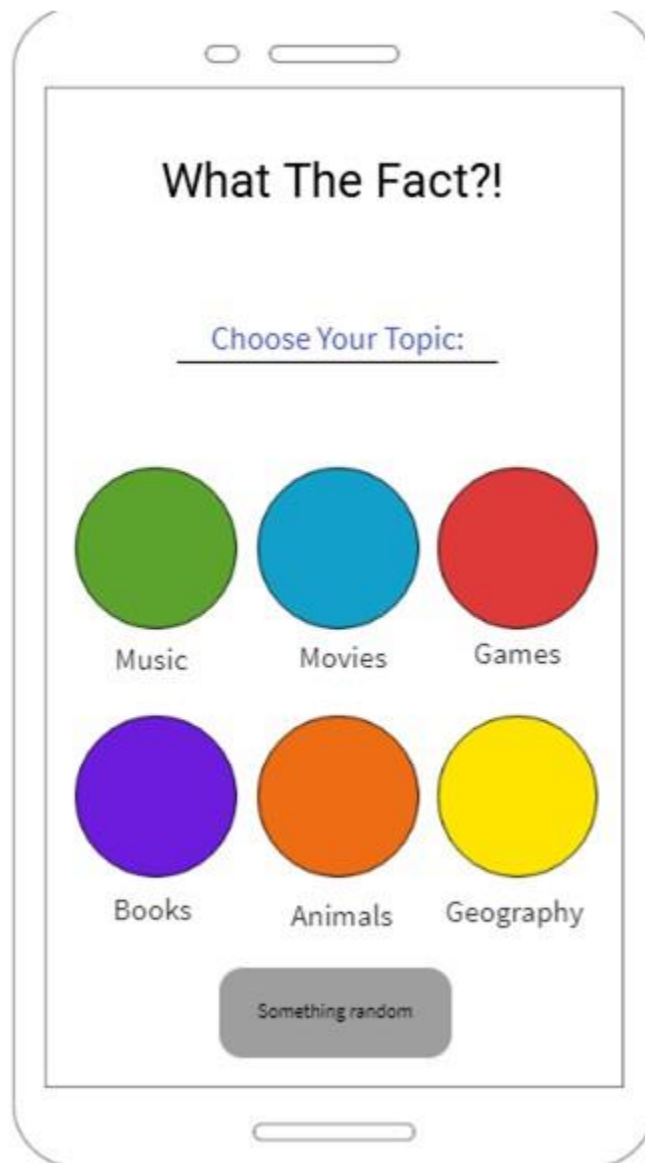 What The Fact?!
Choose Your Topic:
Music Movies Games
Books Animals Geography
Something random